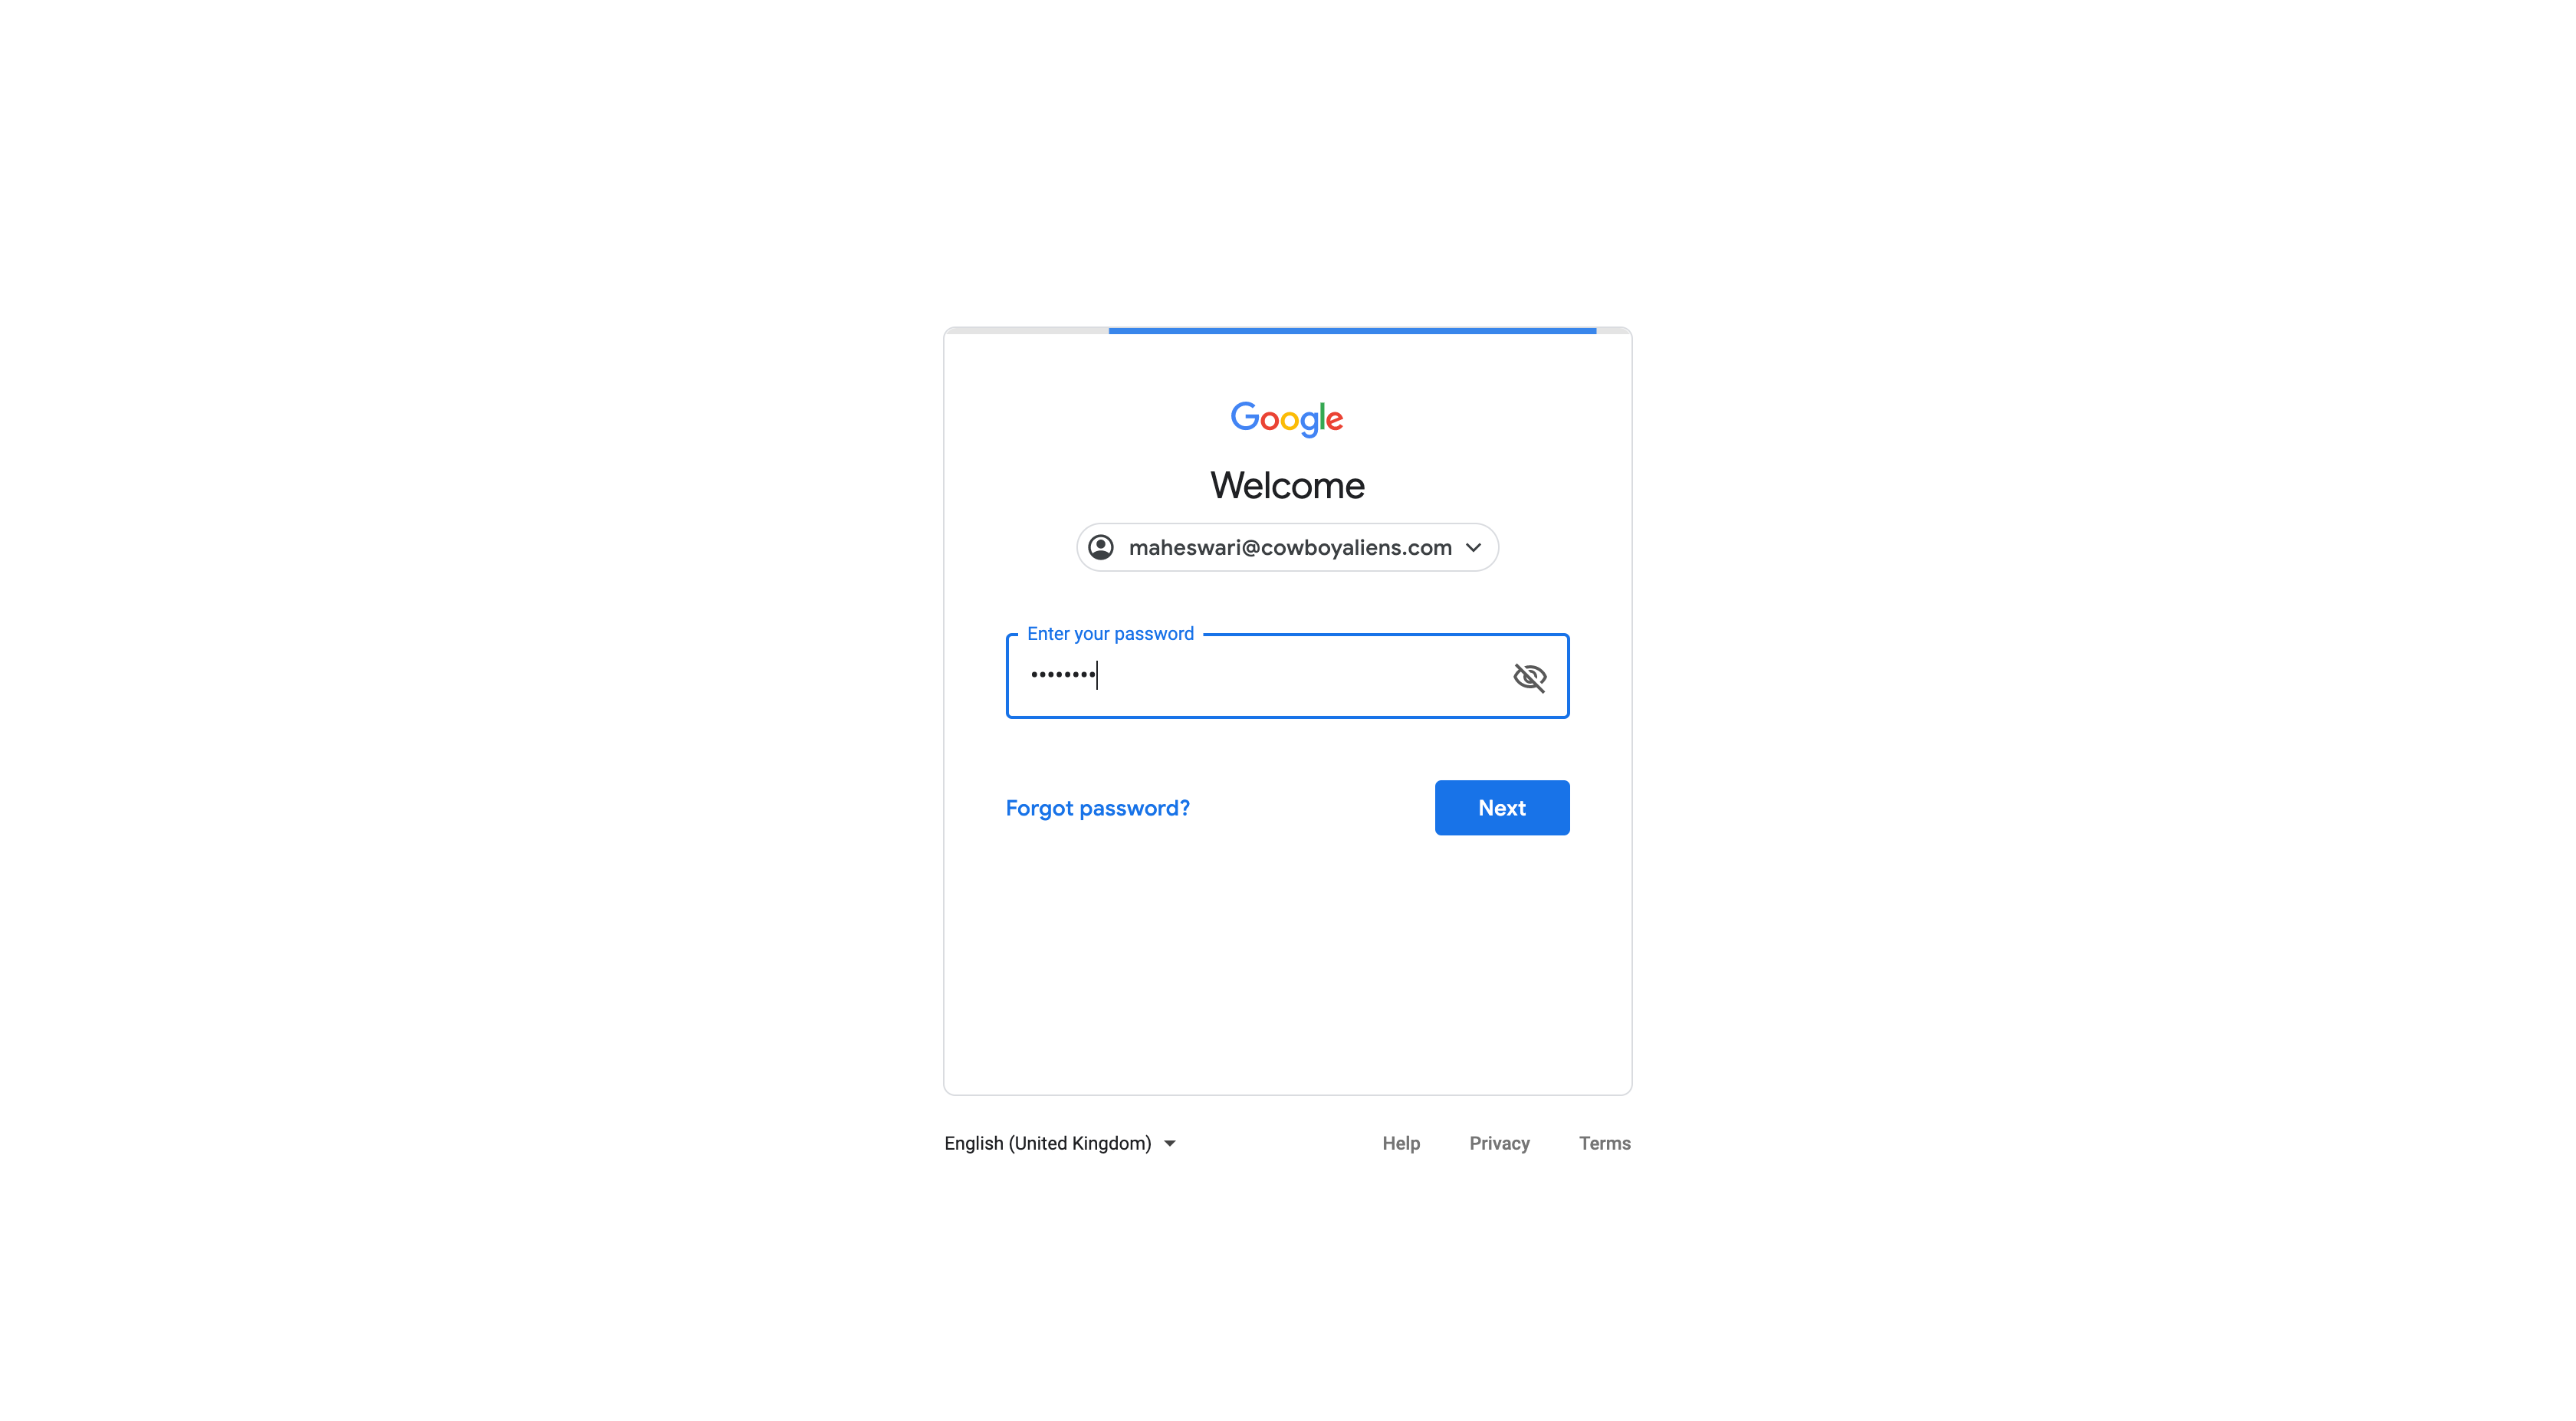 Google
Welcome
maheswari@cowboyaliens.com
Enter your password
••••••••
Forgot password?
Next
English (United Kingdom)
Help
Privacy
Terms